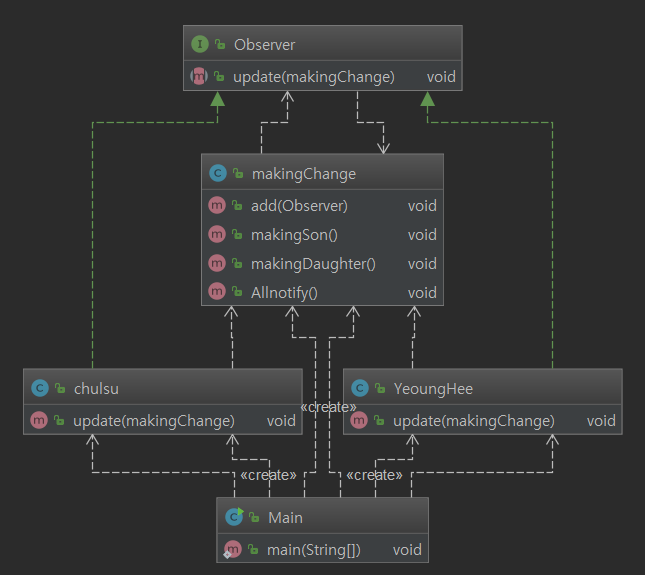 I Observer
m update(makingChange) void
C makingChange
m add(Observer) void
m makingSon() void
m makingDaughter() void
m Allnotify() void
C chulsu
m update(makingChange) void
C YeoungHee
m update(makingChange) void
«create»
«create»
«create»
C Main
m main(String[]) void